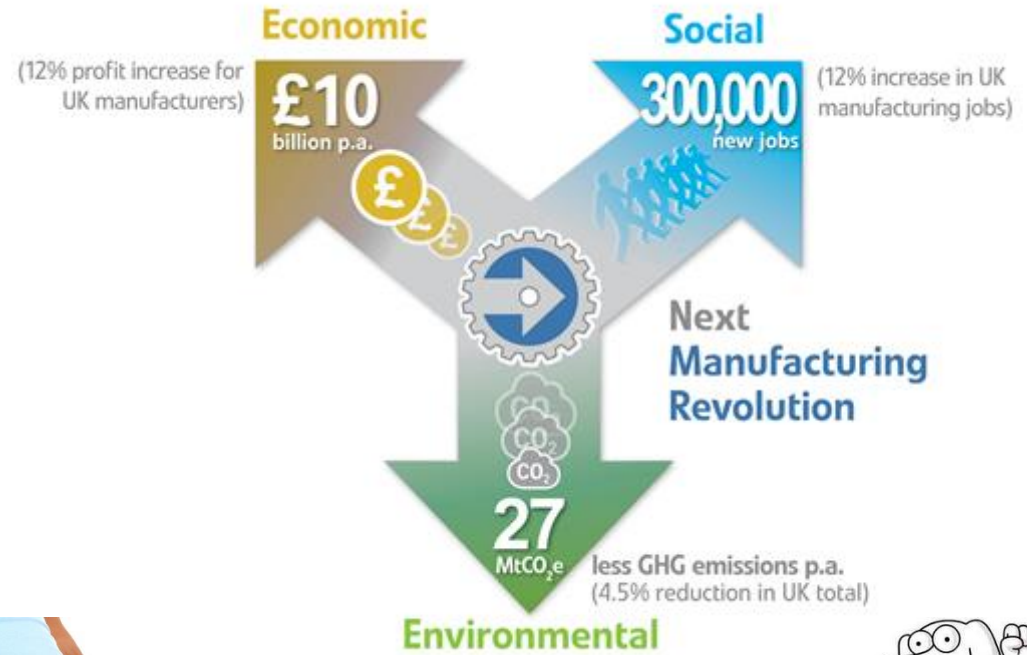 Economic
(12% profit increase for
UK manufacturers)
£10
billion p.a.
£
£
£
Social
300,000
new jobs
(12% increase in UK
manufacturing jobs)
Next
Manufacturing
Revolution
CO₂
CO₂
CO₂
27
MtCO₂e
less GHG emissions p.a.
(4.5% reduction in UK total)
Environmental